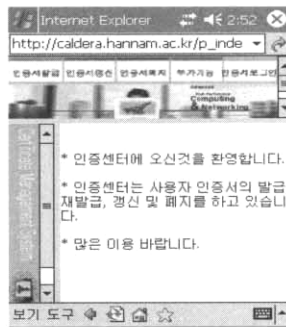 Internet Explorer 2:52
http://caldera.hannam.ac.kr/p_inde
인증서발급 인증서갱신 인증서폐지 부가기능 인증서로그인
Computing
& Networking
* 인증센터에 오신것을 환영합니다.
* 인증센터는 사용자 인증서의 발급
재발급, 갱신 및 폐지를 하고 있습니
다.
* 많은 이용 바랍니다.
보기 도구